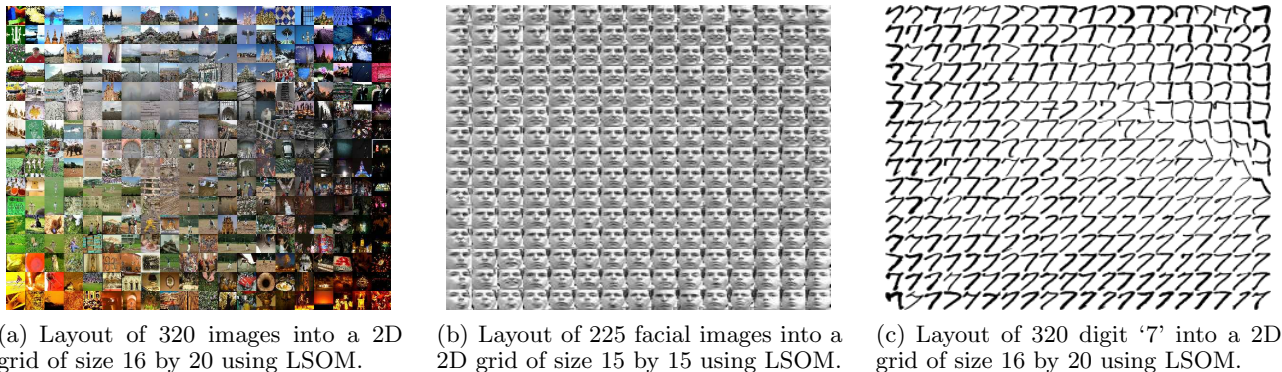 (a) Layout of 320 images into a 2D
grid of size 16 by 20 using LSOM.
(b) Layout of 225 facial images into a
2D grid of size 15 by 15 using LSOM.
(c) Layout of 320 digit ‘7’ into a 2D
grid of size 16 by 20 using LSOM.